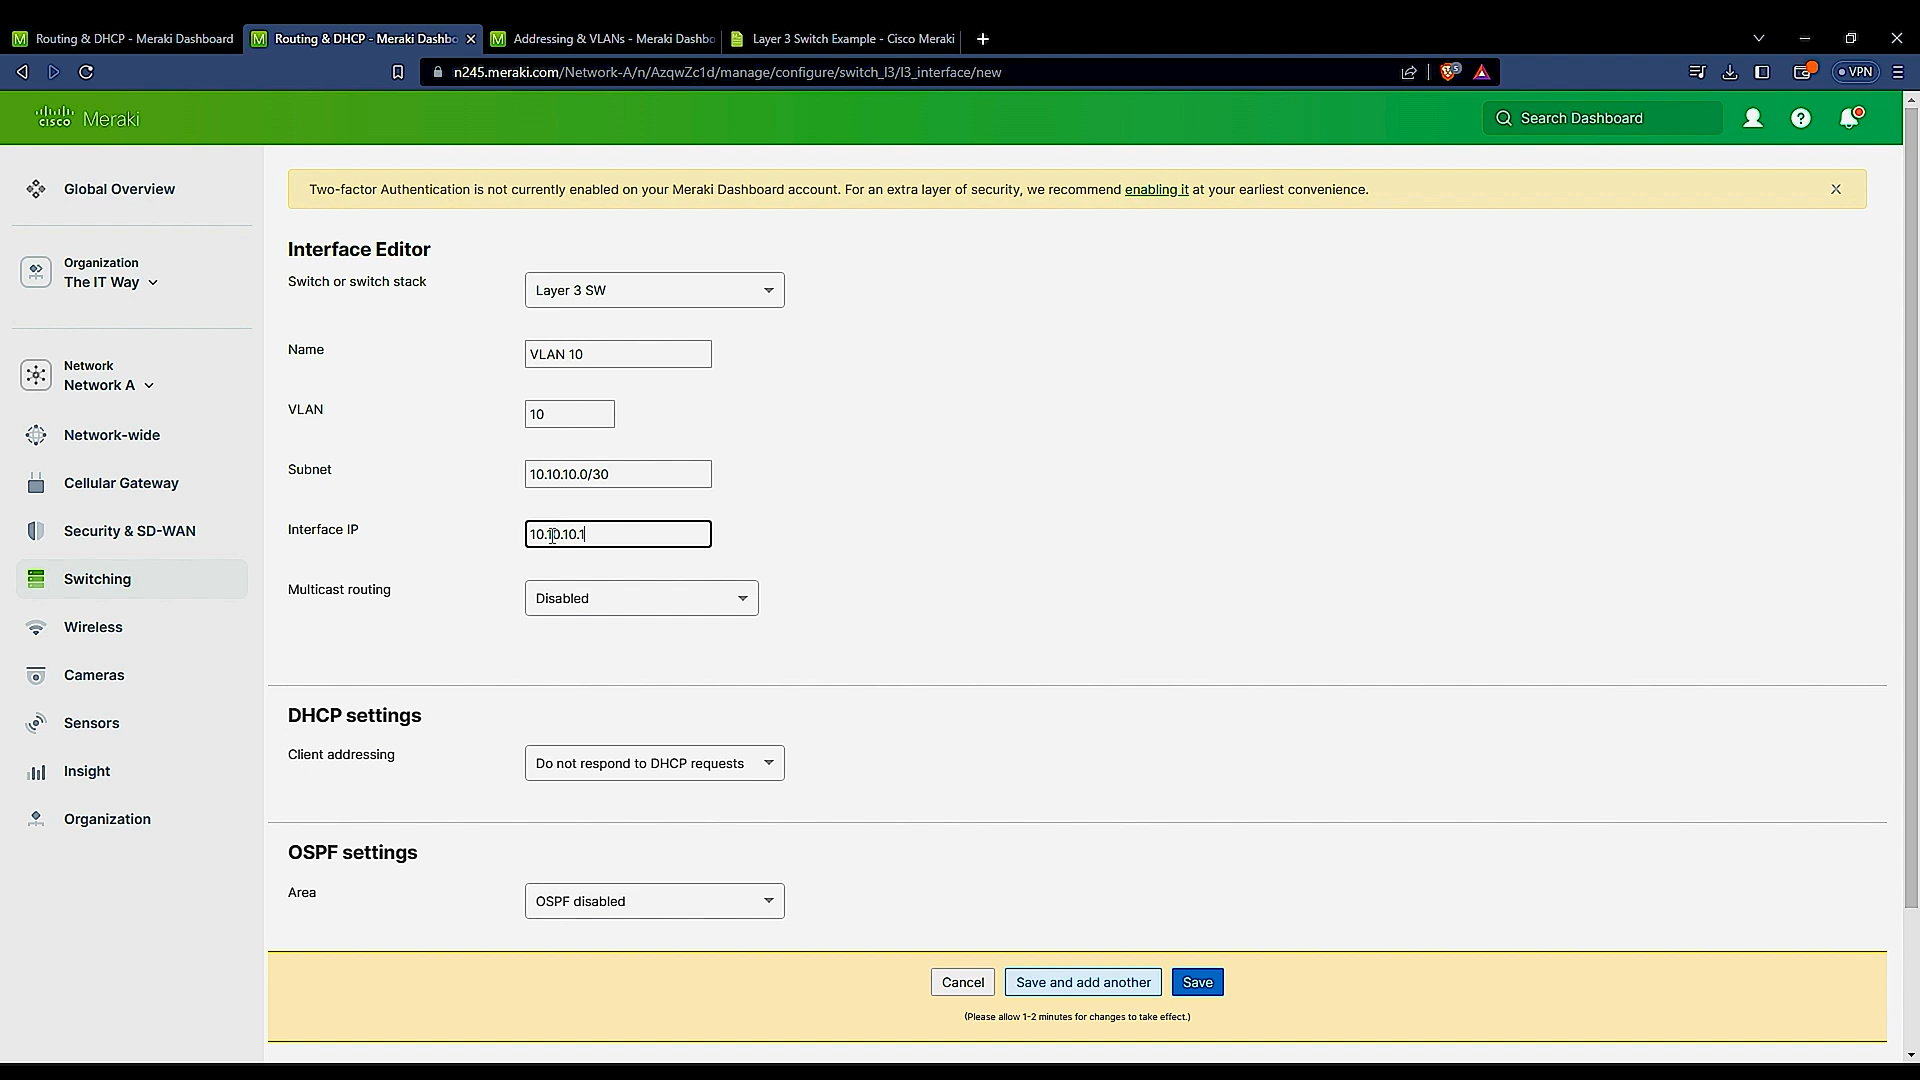 Routing & DHCP - Meraki Dashboard
Routing & DHCP - Meraki Dashbo
Addressing & VLANs - Meraki Dashbo
Layer 3 Switch Example - Cisco Meraki
n245.meraki.com/Network-A/n/AzqwZc1d/manage/configure/switch_l3/l3_interface/new
5
VPN
cisco Meraki
Search Dashboard
Global Overview
Organization
The IT Way
Network
Network A
Network-wide
Cellular Gateway
Security & SD-WAN
Switching
Wireless
Cameras
Sensors
Insight
Organization
Two-factor Authentication is not currently enabled on your Meraki Dashboard account. For an extra layer of security, we recommend enabling it at your earliest convenience.
Interface Editor
Switch or switch stack
Layer 3 SW
Name
VLAN 10
VLAN
10
Subnet
10.10.10.0/30
Interface IP
10.10.10.1
Multicast routing
Disabled
DHCP settings
Client addressing
Do not respond to DHCP requests
OSPF settings
Area
OSPF disabled
Cancel
Save and add another
Save
(Please allow 1-2 minutes for changes to take effect.)